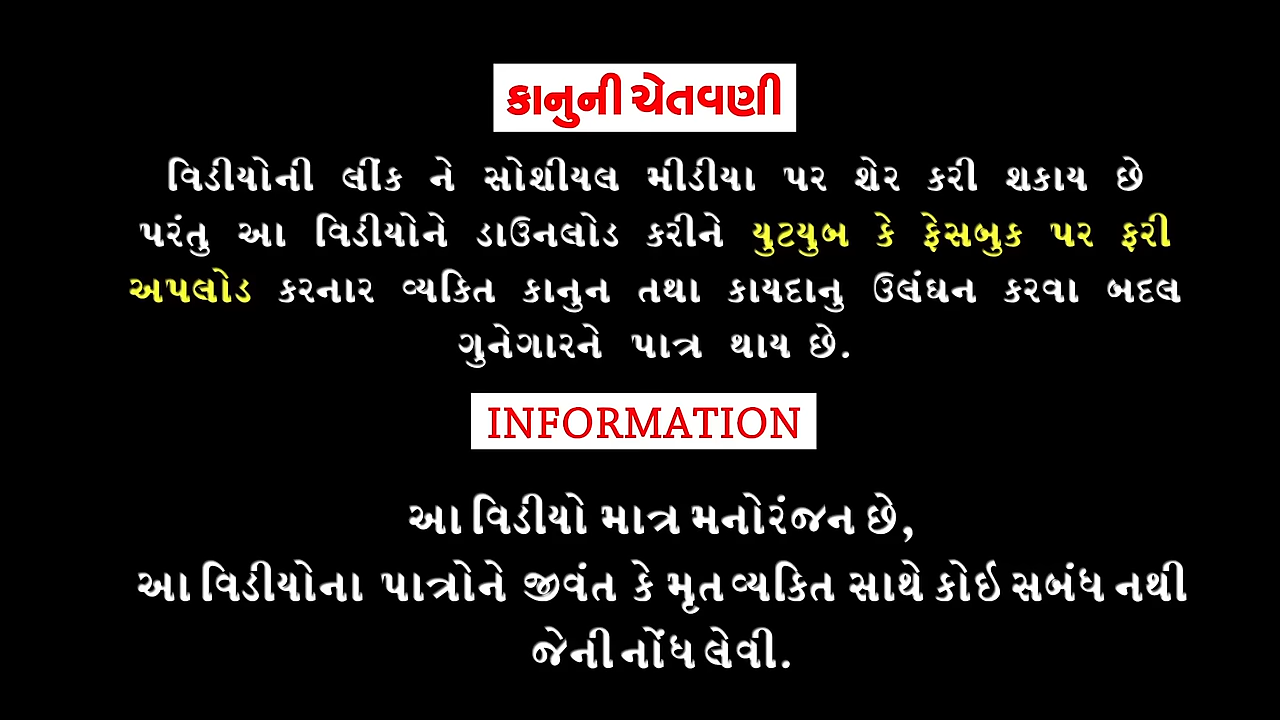 કાનુની ચેતવણી
વિડીયોની લીંક ને સોશીયલ મીડીયા પર શેર કરી શકાય છે
પરંતુ આ વિડીયોને ડાઉનલોડ કરીને યુટયુબ કે ફેસબુક પર ફરી
અપલોડ કરનાર વ્યકિત કાનુન તથા કાયદાનુ ઉલંઘન કરવા બદલ
ગુનેગારને પાત્ર થાય છે.
INFORMATION
આ વિડીયો માત્ર મનોરંજન છે,
આ વિડીયોના પાત્રોને જીવંત કે મૃત વ્યકિત સાથે કોઇ સબંધ નથી
જેની નોંધ લેવી.